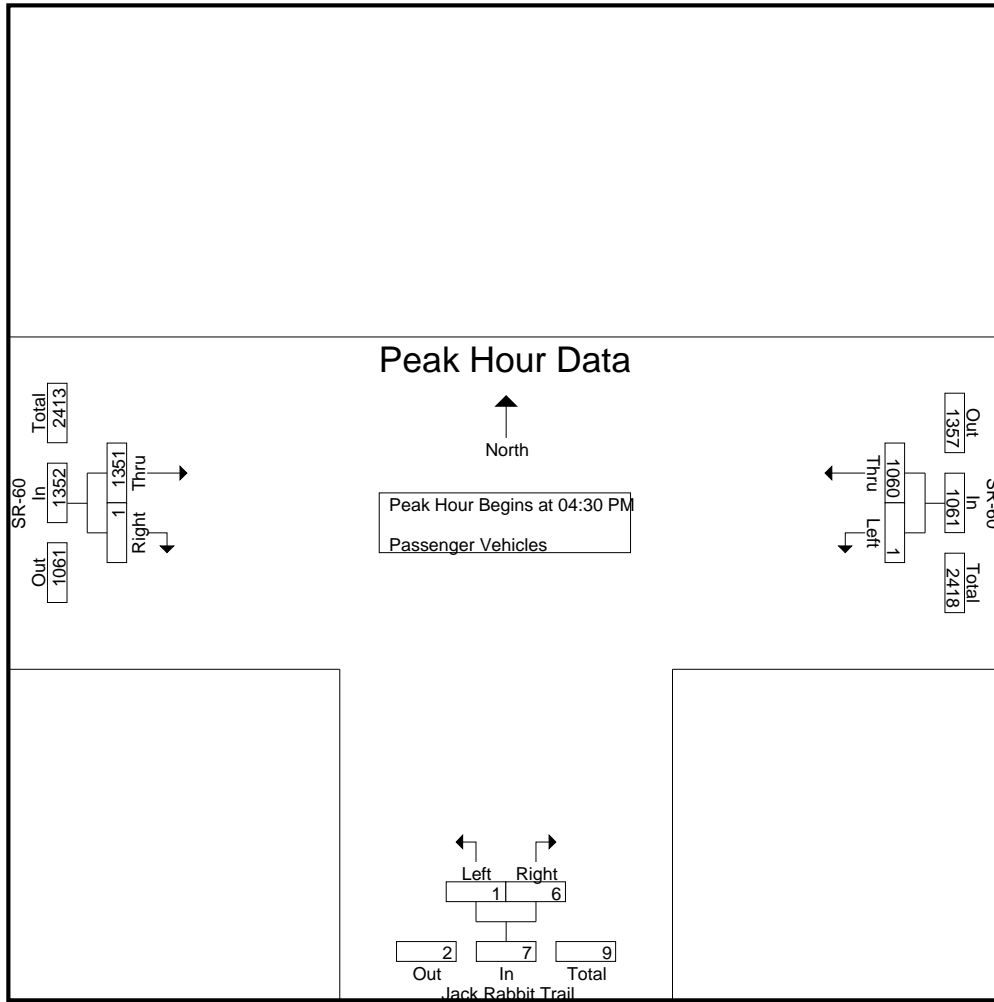 Peak Hour Data
North
Peak Hour Begins at 04:30 PM
Passenger Vehicles
SR-60
Total
2413
In
1352
Out
1061
1351
Thru
1
Right
Out
1357
In
1061
Total
2418
SR-60
1060
Thru
1
Left
Left Right
1 6
2 7 9
Out In Total
Jack Rabbit Trail